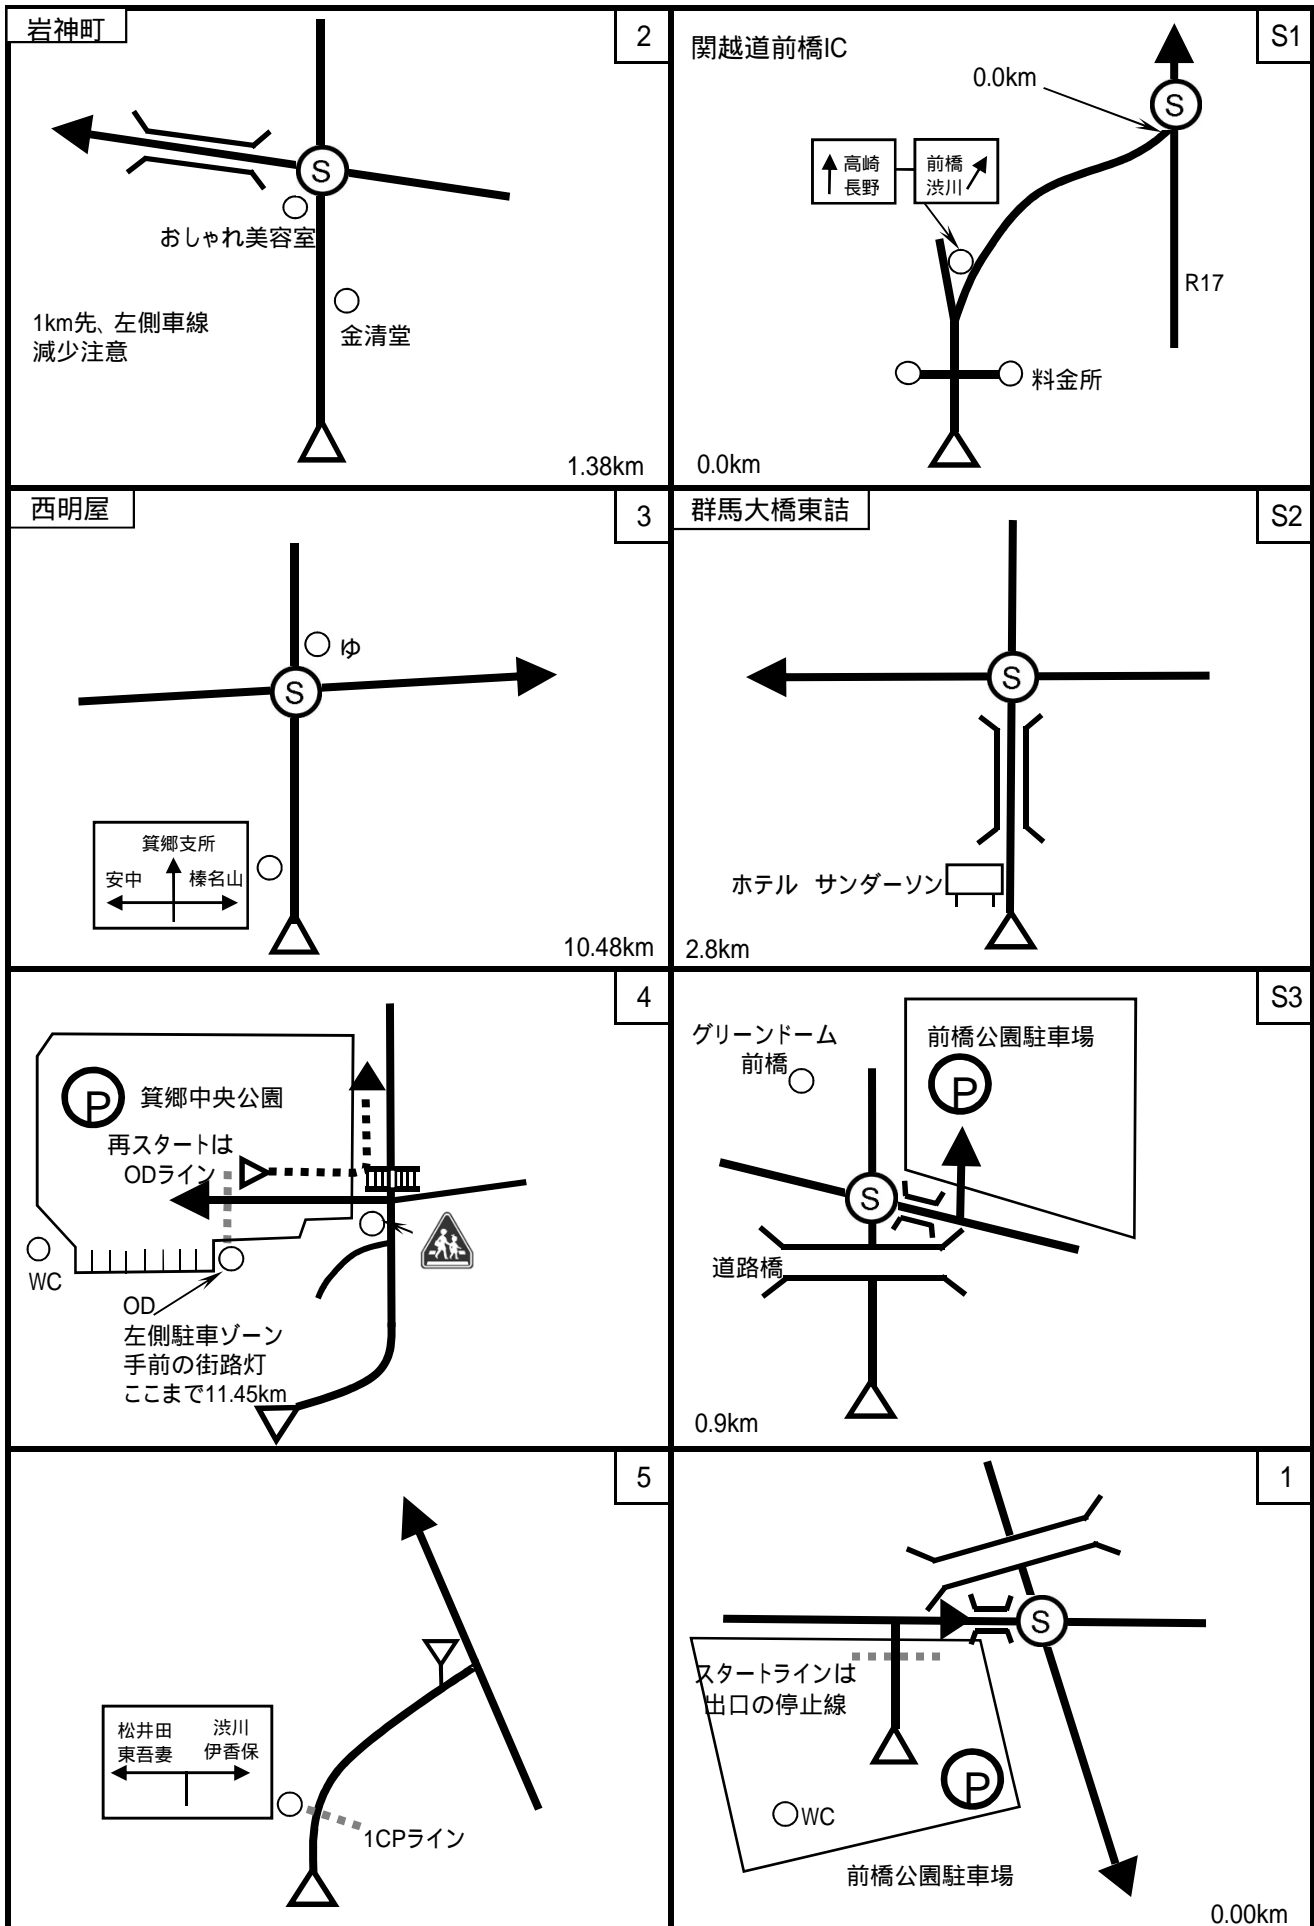 岩神町
2
S
おしゃれ美容室
金清堂
1km先、左側車線
減少注意
1.38km
関越道前橋IC
S1
0.0km
S
高崎
長野
前橋
渋川
R17
料金所
0.0km
西明屋
3
ゆ
S
箕郷支所
安中
榛名山
10.48km
群馬大橋東詰
S2
S
ホテル サンダーソン
2.8km
4
P
箕郷中央公園
再スタートは
ODライン
WC
OD
左側駐車ゾーン
手前の街路灯
ここまで11.45km
S3
グリーンドーム
前橋
前橋公園駐車場
P
S
道路橋
0.9km
5
松井田
東吾妻
渋川
伊香保
1CPライン
1
S
スタートラインは
出口の停止線
P
WC
前橋公園駐車場
0.00km